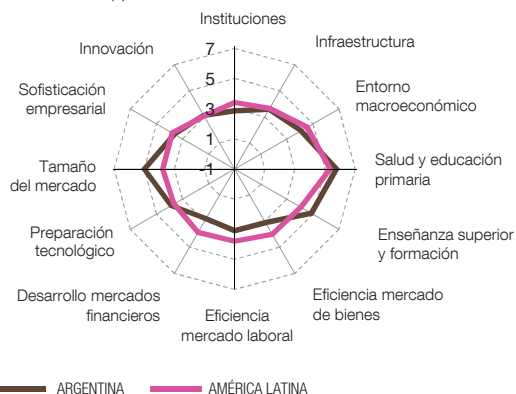 Instituciones
Infraestructura
Entorno
macroeconómico
Salud y educación
primaria
Enseñanza superior
y formación
Eficiencia mercado
de bienes
Eficiencia
mercado laboral
Desarrollo mercados
financieros
Preparación
tecnológico
Tamaño
del mercado
Sofisticación
empresarial
Innovación
7
5
3
1
-1
ARGENTINA
AMÉRICA LATINA